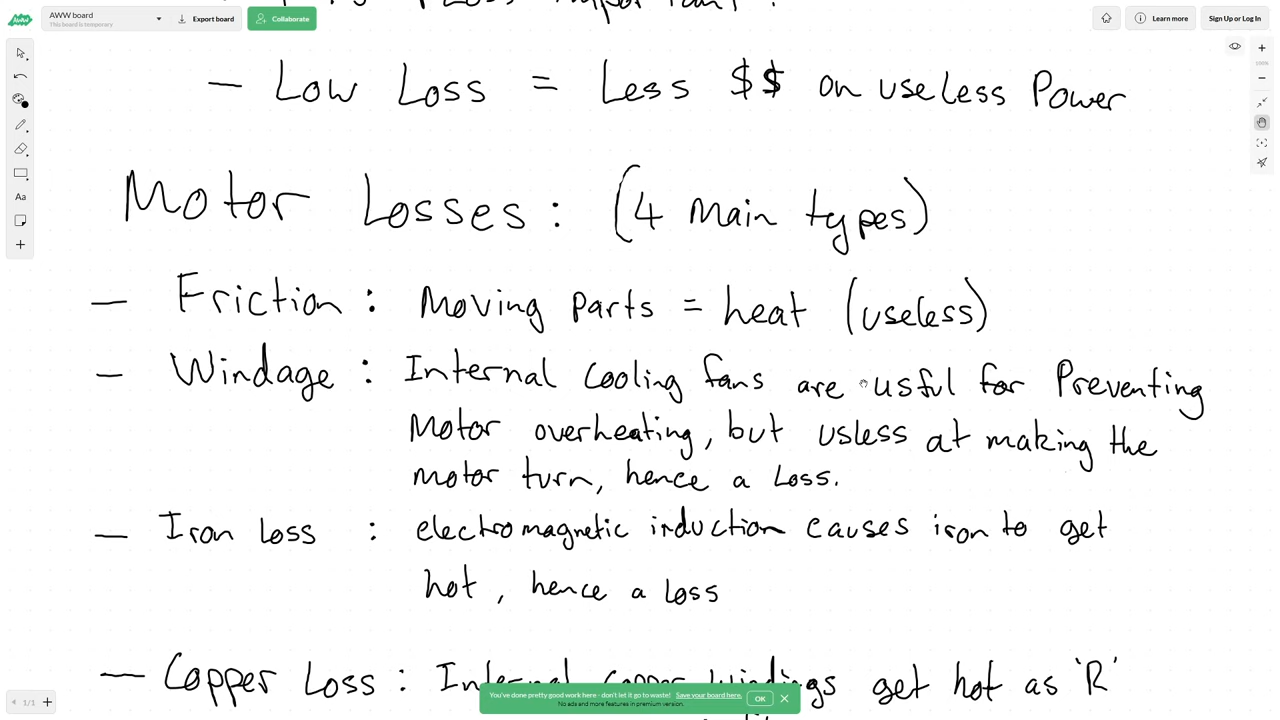 AWW board
This board is temporary
Export board
Collaborate
Learn more
Sign Up or Log In
- Low Loss = Less $$ on useless Power
100%
Motor Losses : (4 main types)
Aa
- Friction : Moving parts = heat (useless)
- Windage : Internal cooling fans are usful for Preventing
Motor overheating, but usless at making the
motor turn, hence a Loss.
- Iron loss : electromagnetic induction causes iron to get
hot, hence a loss
- Copper Loss : Internal copper windings get hot as 'R'
You've done pretty good work here - don't let it go to waste! Save your board here.
No ads and more features in premium version.
OK
1/1